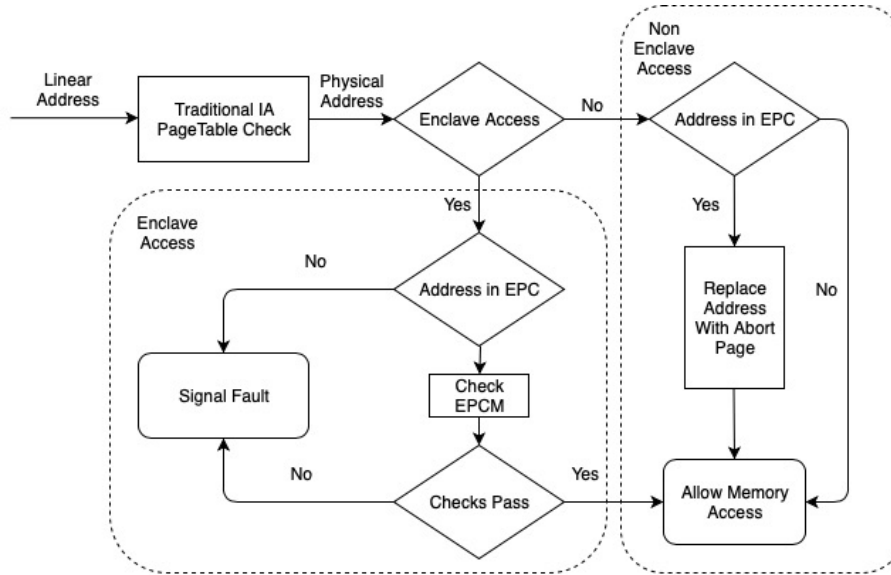 Linear
Address
Traditional IA
PageTable Check
Physical
Address
Enclave Access
No
Non
Enclave
Access
Address in EPC
Yes
Enclave
Access
Yes
No
Address in EPC
Replace
Address
With Abort
Page
No
Signal Fault
Check
EPCM
No
Checks Pass
Yes
Allow Memory
Access